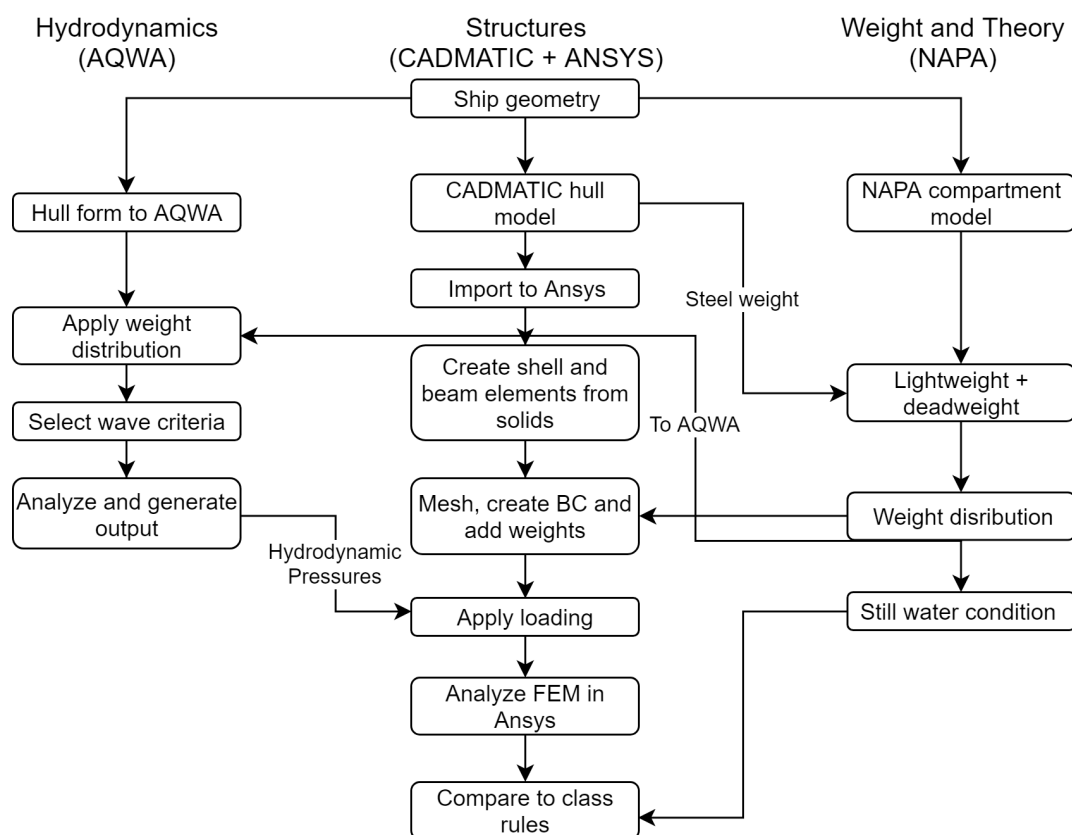 Hydrodynamics
(AQWA)
Structures
(CADMATIC + ANSYS)
Weight and Theory
(NAPA)
Ship geometry
Hull form to AQWA
CADMATIC hull
model
NAPA compartment
model
Import to Ansys
Steel weight
Apply weight
distribution
Create shell and
beam elements from
solids
Lightweight +
deadweight
Select wave criteria
To AQWA
Analyze and generate
output
Mesh, create BC and
add weights
Weight disribution
Hydrodynamic
Pressures
Apply loading
Still water condition
Analyze FEM in
Ansys
Compare to class
rules